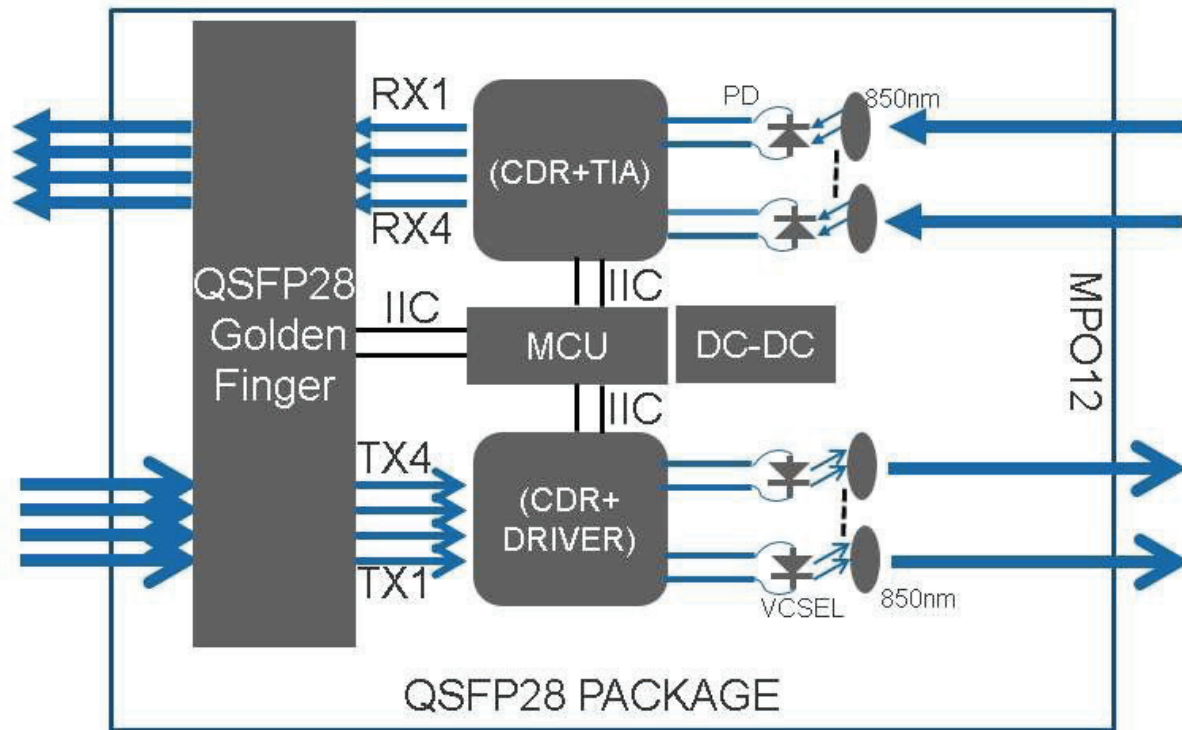 RX1
PD
850nm
(CDR+TIA)
RX4
QSFP28
Golden
Finger
IIC
IIC
MCU
DC-DC
MPO12
IIC
TX4
(CDR+
DRIVER)
TX1
VCSEL
850nm
QSFP28 PACKAGE